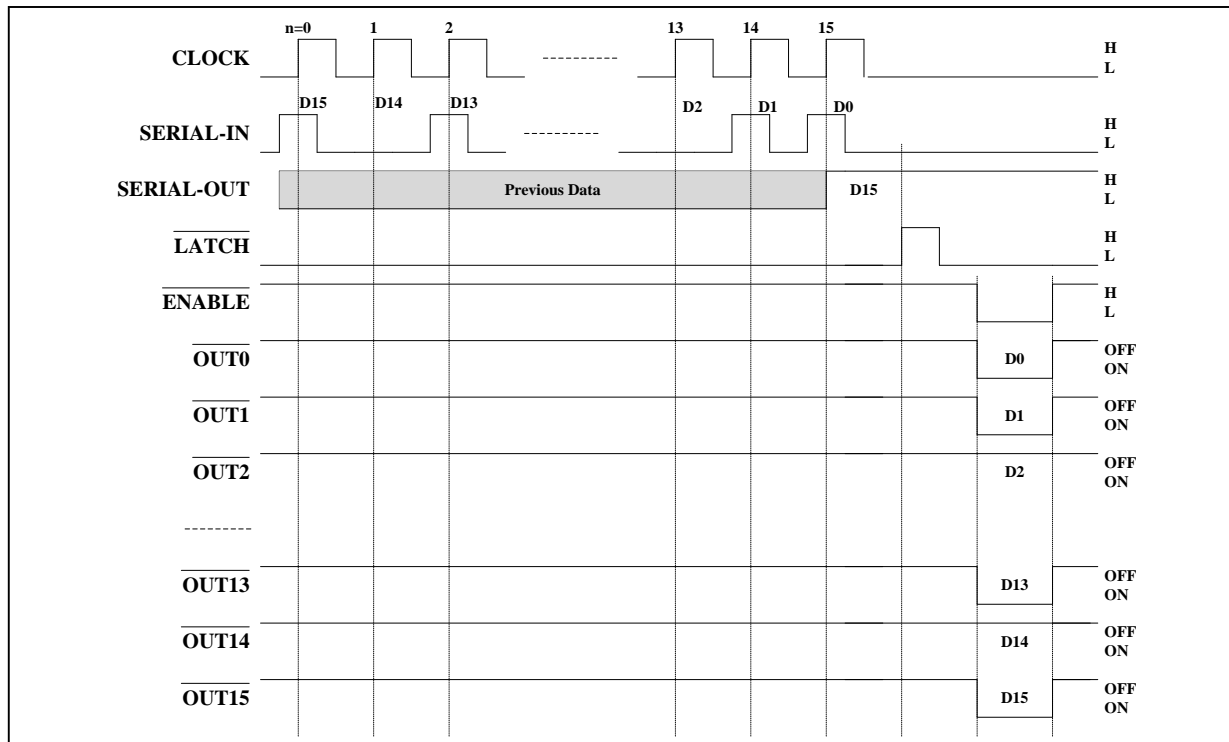 n=0 1 2 13 14 15
CLOCK ---------- H
L
D15 D14 D13 D2 D1 D0
SERIAL-IN ---------- H
L
SERIAL-OUT Previous Data D15 H
L
LATCH H
L
ENABLE H
L
OUT0 D0 OFF
ON
OUT1 D1 OFF
ON
OUT2 D2 OFF
ON
----------
OUT13 D13 OFF
ON
OUT14 D14 OFF
ON
OUT15 D15 OFF
ON